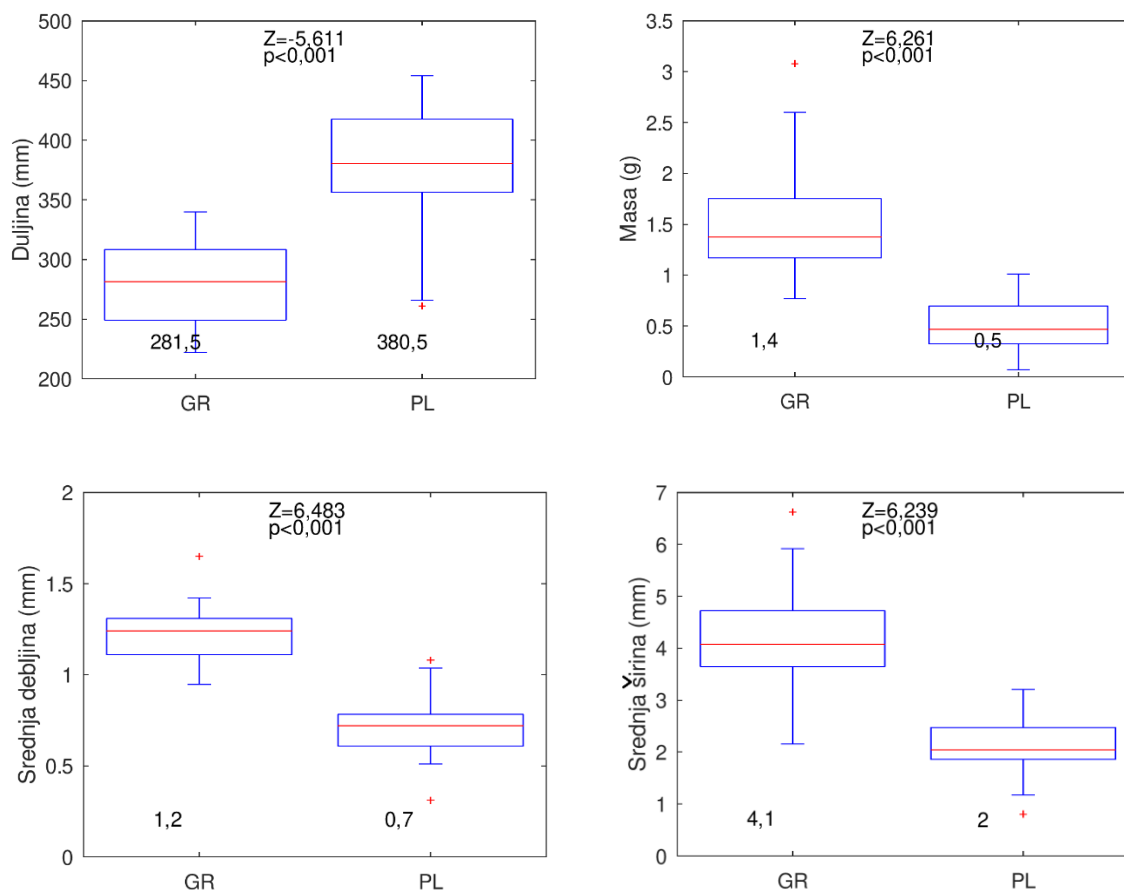 Z=-5,611
p<0,001
Duljina (mm)
500
450
400
350
300
250
200
281,5
380,5
GR
PL
Z=6,261
p<0,001
Masa (g)
3.5
3
2.5
2
1.5
1
0.5
0
1,4
0,5
GR
PL
Z=6,483
p<0,001
Srednja debljina (mm)
2
1.5
1
0.5
0
1,2
0,7
GR
PL
Z=6,239
p<0,001
Srednja širina (mm)
7
6
5
4
3
2
1
0
4,1
2
GR
PL